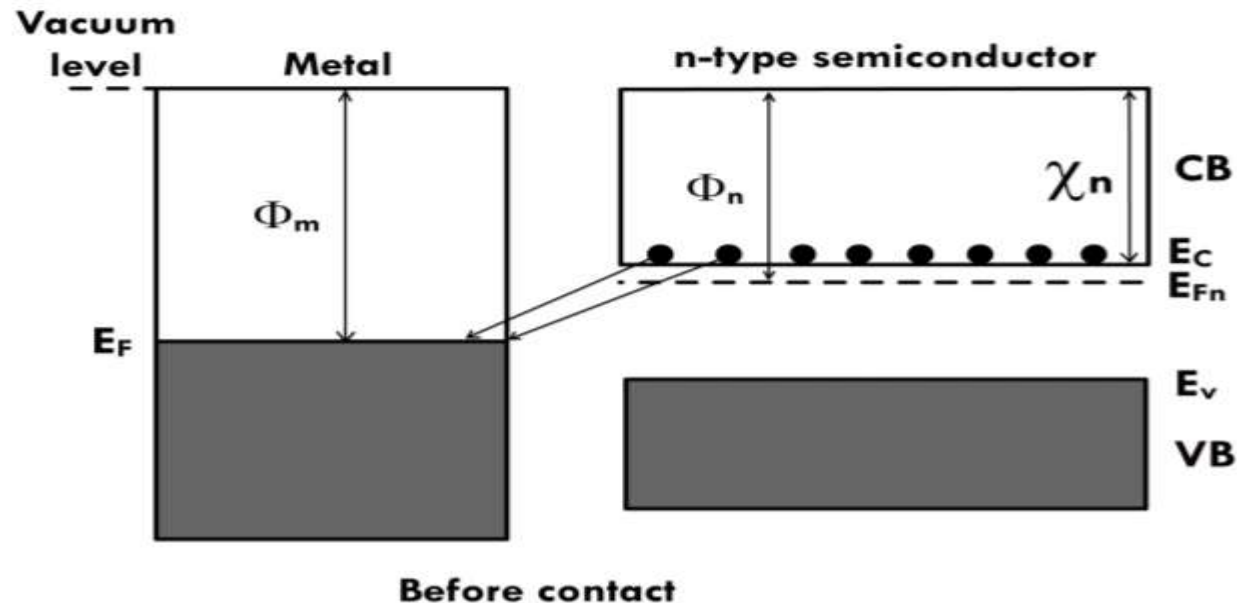 Vacuum
level
Metal
n-type semiconductor
Φm
Φn
χn
CB
EC
EFn
EF
Ev
VB
Before contact